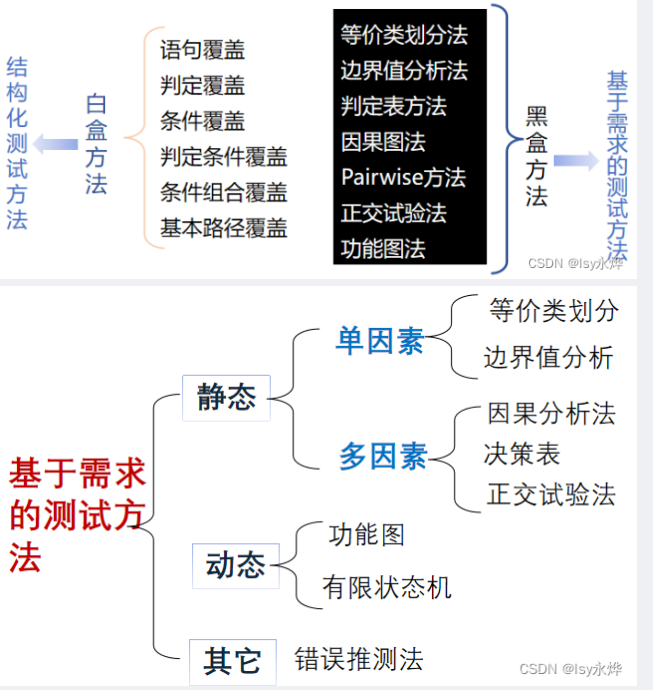 结构化测试方法
白盒方法
语句覆盖
判定覆盖
条件覆盖
判定条件覆盖
条件组合覆盖
基本路径覆盖
等价类划分法
边界值分析法
判定表方法
因果图法
Pairwise方法
正交试验法
功能图法
黑盒方法
基于需求的测试方法
CSDN @lsy永烨
基于需求
的测试方
法
静态
单因素
等价类划分
边界值分析
多因素
因果分析法
决策表
正交试验法
动态
功能图
有限状态机
其它
错误推测法
CSDN @lsy永烨